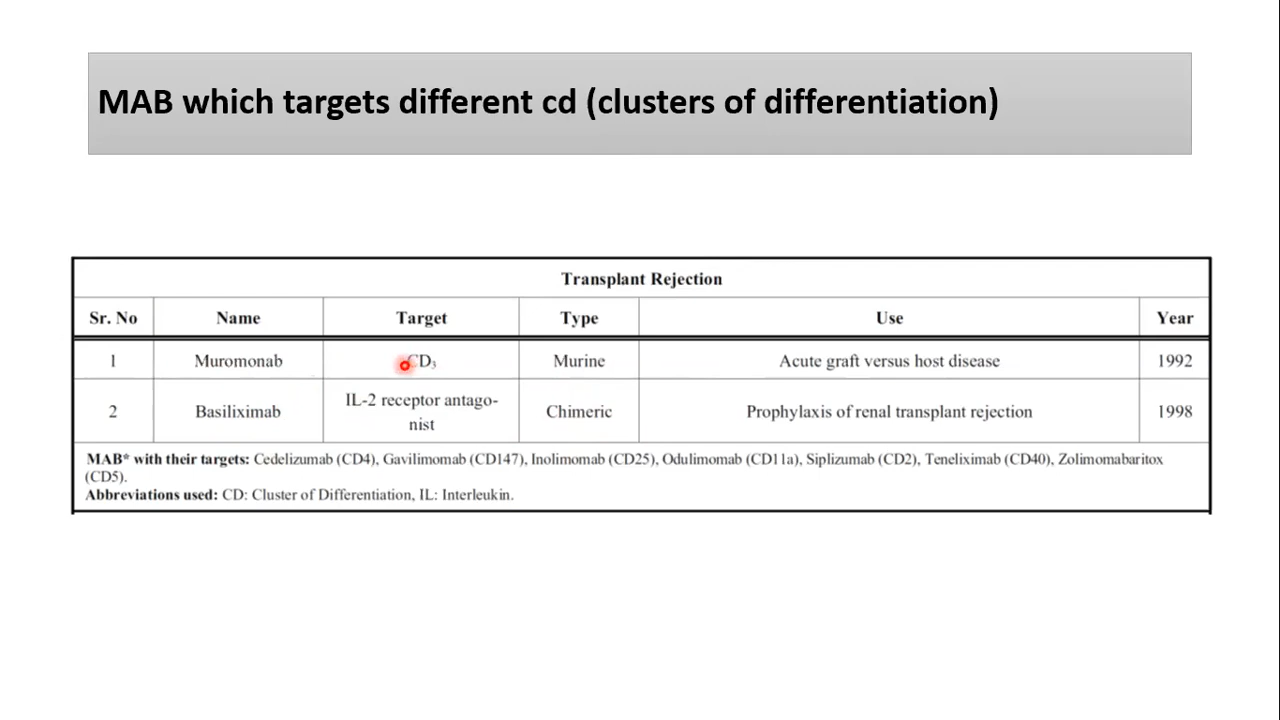 MAB which targets different cd (clusters of differentiation)
Transplant Rejection
Sr. No Name Target Type Use Year
1 Muromonab CD₃ Murine Acute graft versus host disease 1992
2 Basiliximab IL-2 receptor antago- Chimeric Prophylaxis of renal transplant rejection 1998
nist
MAB* with their targets: Cedelizumab (CD4), Gavilimomab (CD147), Inolimomab (CD25), Odulimomab (CD11a), Siplizumab (CD2), Teneliximab (CD40), Zolimomabaritox
(CD5).
Abbreviations used: CD: Cluster of Differentiation, IL: Interleukin.